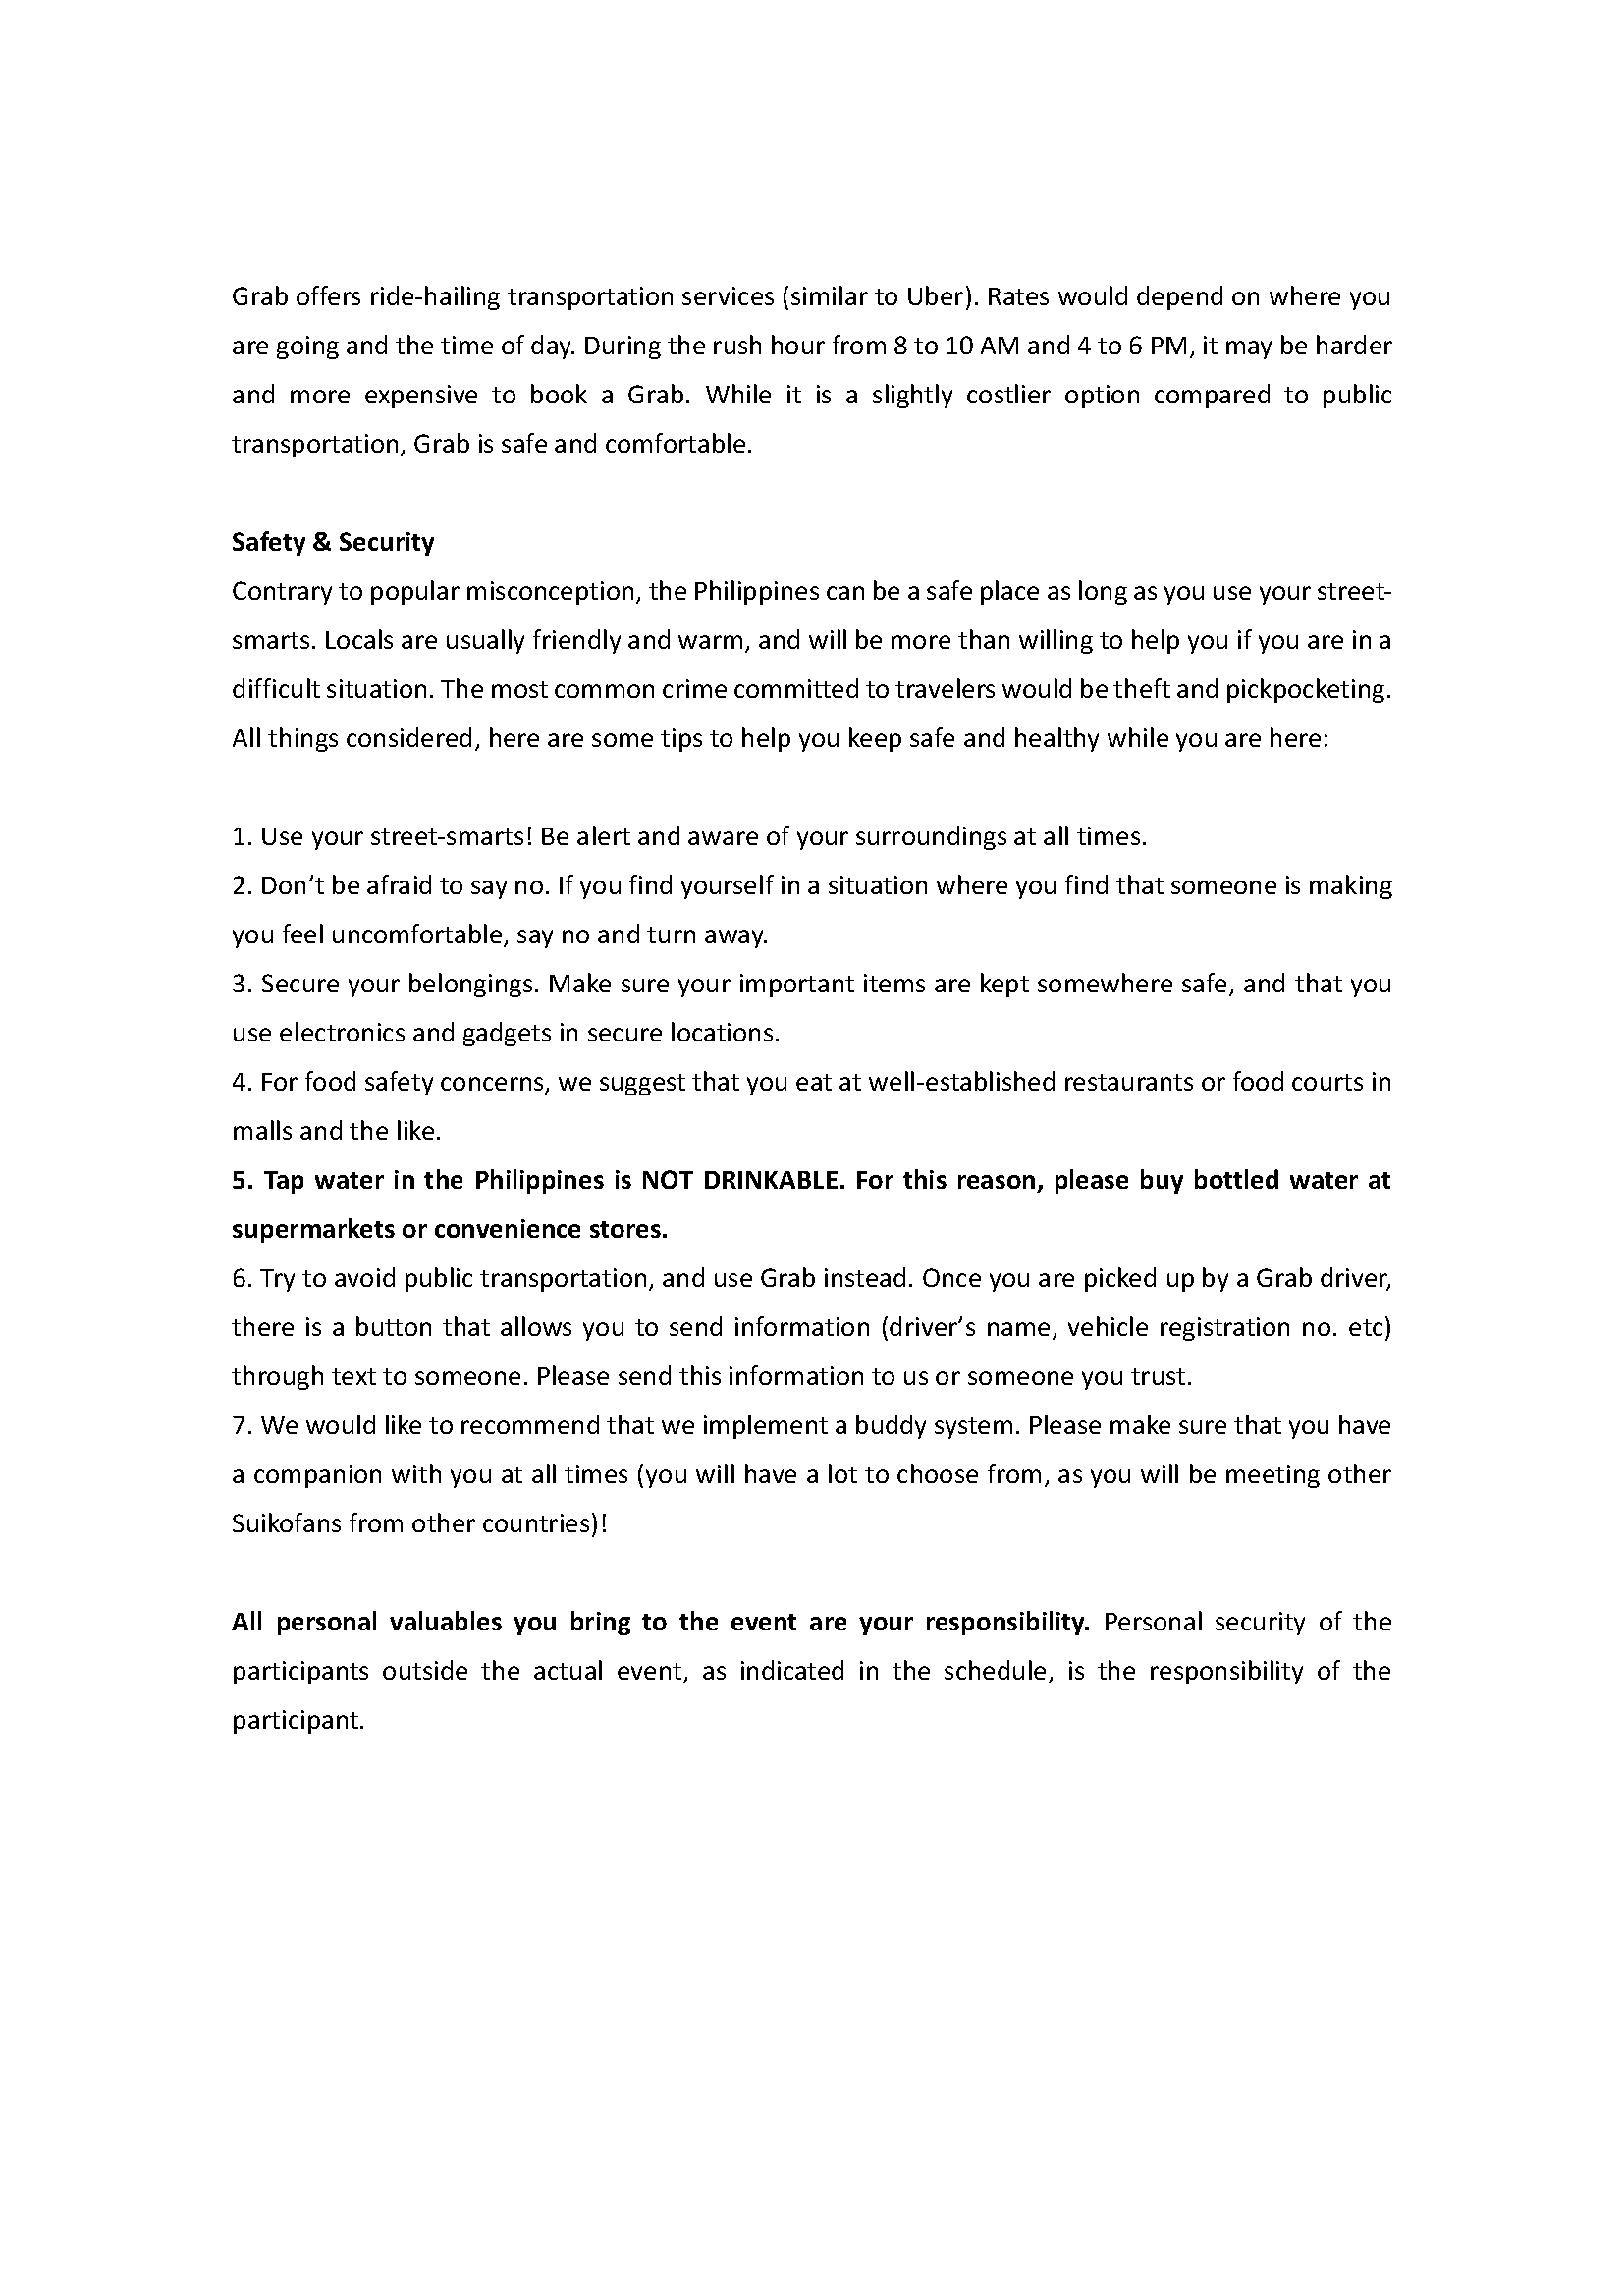 Grab offers ride-hailing transportation services (similar to Uber). Rates would depend on where you
are going and the time of day. During the rush hour from 8 to 10 AM and 4 to 6 PM, it may be harder
and more expensive to book a Grab. While it is a slightly costlier option compared to public
transportation, Grab is safe and comfortable.
Safety & Security
Contrary to popular misconception, the Philippines can be a safe place as long as you use your street-
smarts. Locals are usually friendly and warm, and will be more than willing to help you if you are in a
difficult situation. The most common crime committed to travelers would be theft and pickpocketing.
All things considered, here are some tips to help you keep safe and healthy while you are here:
1. Use your street-smarts! Be alert and aware of your surroundings at all times.
2. Don’t be afraid to say no. If you find yourself in a situation where you find that someone is making
you feel uncomfortable, say no and turn away.
3. Secure your belongings. Make sure your important items are kept somewhere safe, and that you
use electronics and gadgets in secure locations.
4. For food safety concerns, we suggest that you eat at well-established restaurants or food courts in
malls and the like.
5. Tap water in the Philippines is NOT DRINKABLE. For this reason, please buy bottled water at
supermarkets or convenience stores.
6. Try to avoid public transportation, and use Grab instead. Once you are picked up by a Grab driver,
there is a button that allows you to send information (driver’s name, vehicle registration no. etc)
through text to someone. Please send this information to us or someone you trust.
7. We would like to recommend that we implement a buddy system. Please make sure that you have
a companion with you at all times (you will have a lot to choose from, as you will be meeting other
Suikofans from other countries)!
All personal valuables you bring to the event are your responsibility. Personal security of the
participants outside the actual event, as indicated in the schedule, is the responsibility of the
participant.